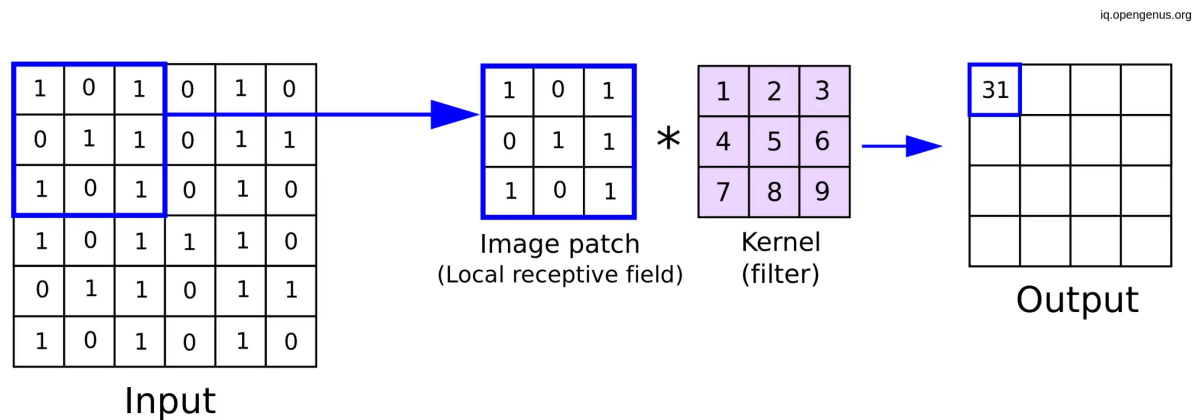 iq.opengenus.org
1 0 1 0 1 0
0 1 1 0 1 1
1 0 1 0 1 0
1 0 1 1 1 0
0 1 1 0 1 1
1 0 1 0 1 0
Input
1 0 1
0 1 1
1 0 1
Image patch
(Local receptive field)
*
1 2 3
4 5 6
7 8 9
Kernel
(filter)
31
Output